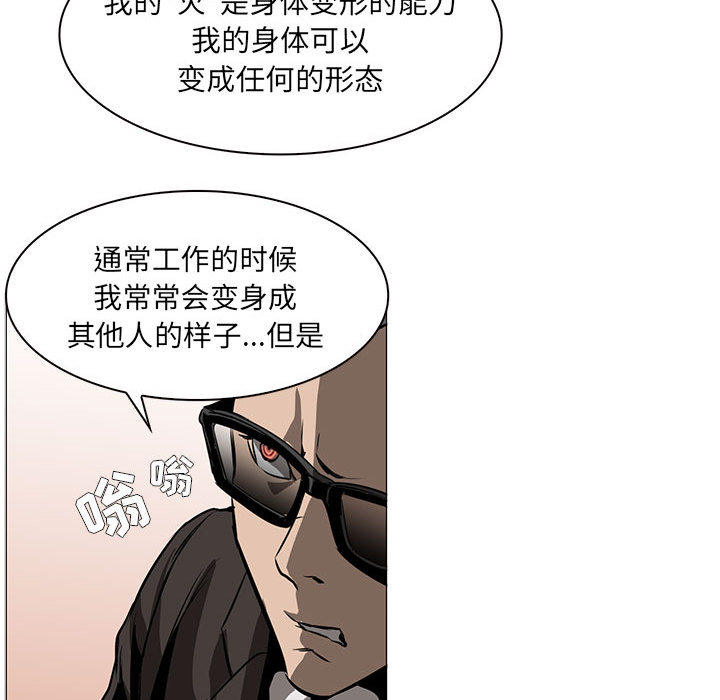 我的“火”是身体变形的能力
我的身体可以
变成任何的形态
通常工作的时候
我常常会变身成
其他人的样子...但是
嗡嗡